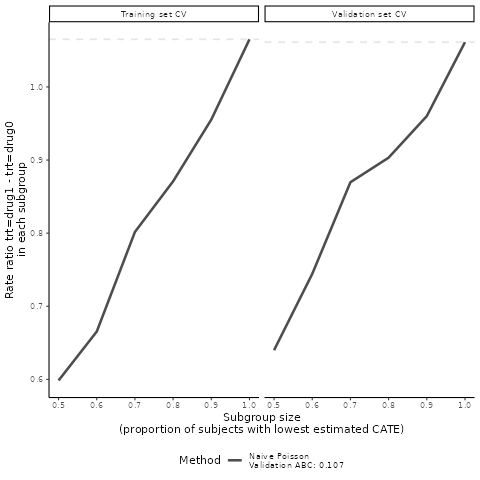 Training set CV
Validation set CV
Rate ratio trt=drug1 - trt=drug0
in each subgroup
1.0
0.9
0.8
0.7
0.6
0.5 0.6 0.7 0.8 0.9 1.0
0.5 0.6 0.7 0.8 0.9 1.0
Subgroup size
(proportion of subjects with lowest estimated CATE)
Method
Naive Poisson
Validation ABC: 0.107